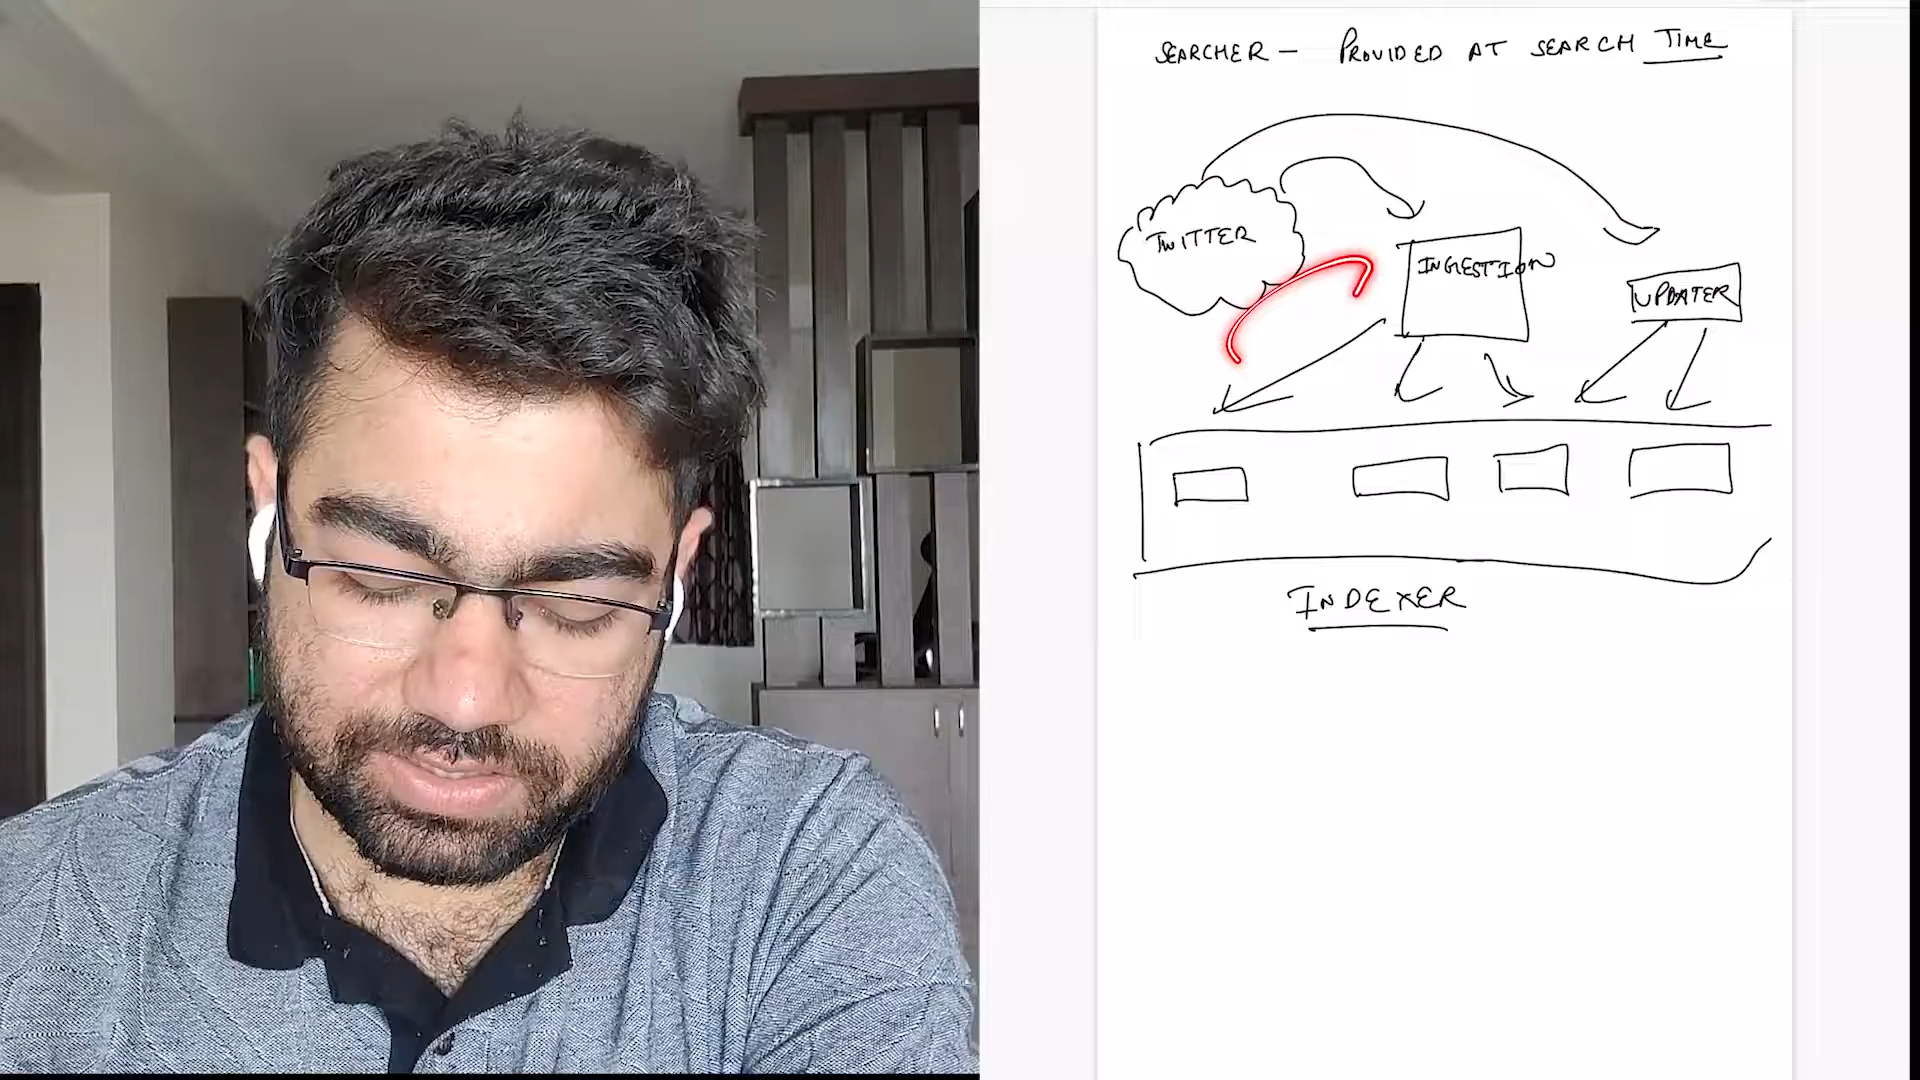 SEARCHER - PROVIDED AT SEARCH TIME
TWITTER
INGESTION
UPDATER
INDEXER